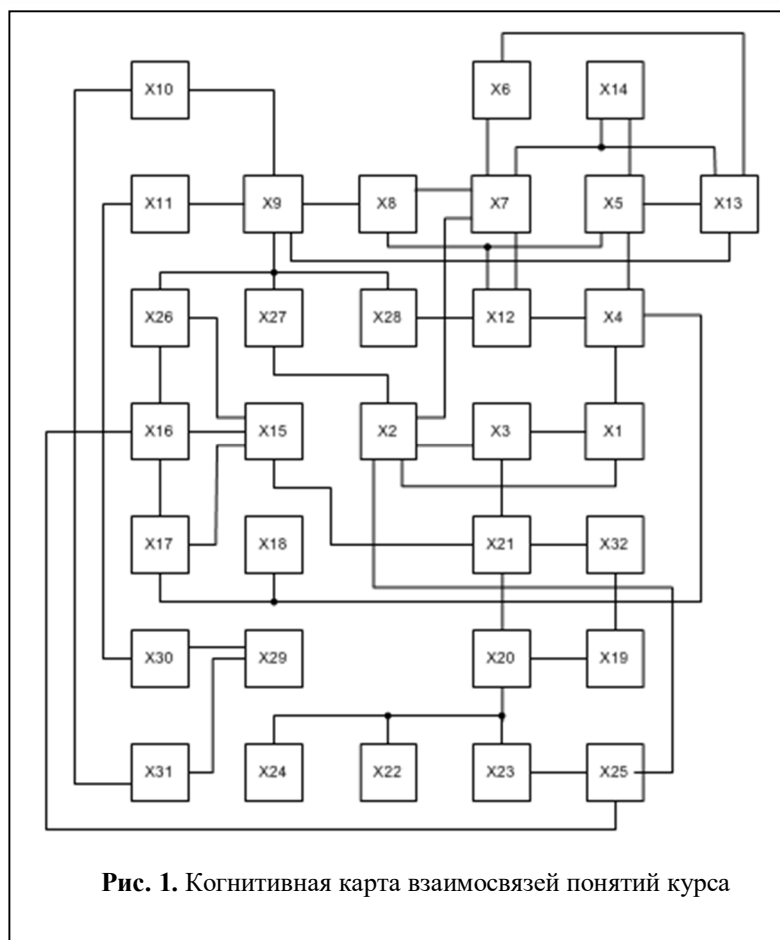 X6 X14
X10
X11 X9 X8 X7 X5 X13
X26 X27 X28 X12 X4
X16 X15 X2 X3 X1
X17 X18 X21 X32
X30 X29 X20 X19
X31 X24 X22 X23 X25
Рис. 1. Когнитивная карта взаимосвязей понятий курса